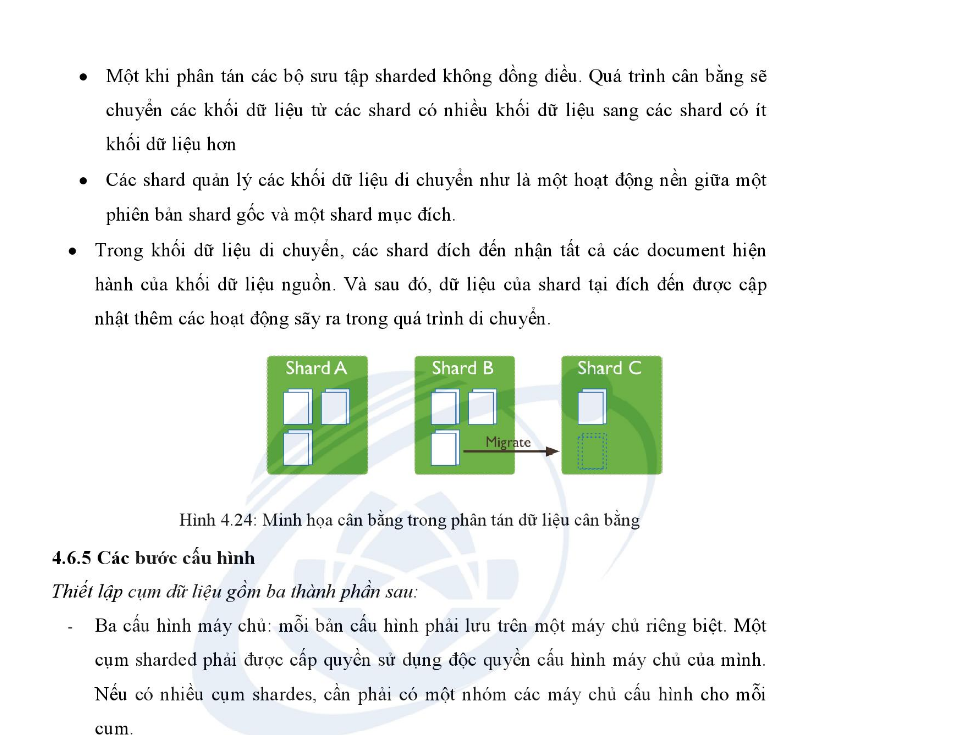 • Một khi phân tán các bộ sưu tập sharded không đồng điều. Quá trình cân bằng sẽ
chuyển các khối dữ liệu từ các shard có nhiều khối dữ liệu sang các shard có ít
khối dữ liệu hơn
• Các shard quản lý các khối dữ liệu di chuyển như là một hoạt động nền giữa một
phiên bản shard gốc và một shard mục đích.
• Trong khối dữ liệu di chuyển, các shard đích đến nhận tất cả các document hiện
hành của khối dữ liệu nguồn. Và sau đó, dữ liệu của shard tại đích đến được cập
nhật thêm các hoạt động sãy ra trong quá trình di chuyển.
Shard A Shard B Shard C
Migrate
Hình 4.24: Minh họa cân bằng trong phân tán dữ liệu cân bằng
4.6.5 Các bước cấu hình
Thiết lập cụm dữ liệu gồm ba thành phần sau:
- Ba cấu hình máy chủ: mỗi bản cấu hình phải lưu trên một máy chủ riêng biệt. Một
cụm sharded phải được cấp quyền sử dụng độc quyền cấu hình máy chủ của mình.
Nếu có nhiều cụm shardes, cần phải có một nhóm các máy chủ cấu hình cho mỗi
cum.